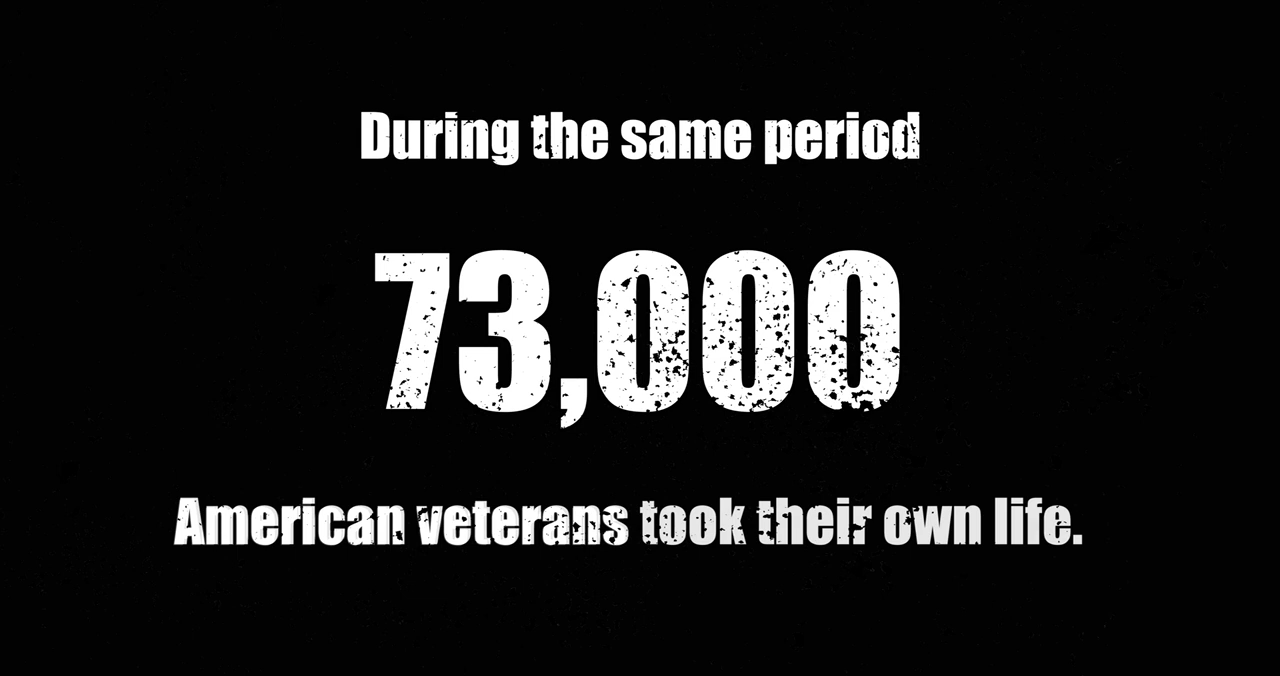 During the same period
73,000
American veterans took their own life.